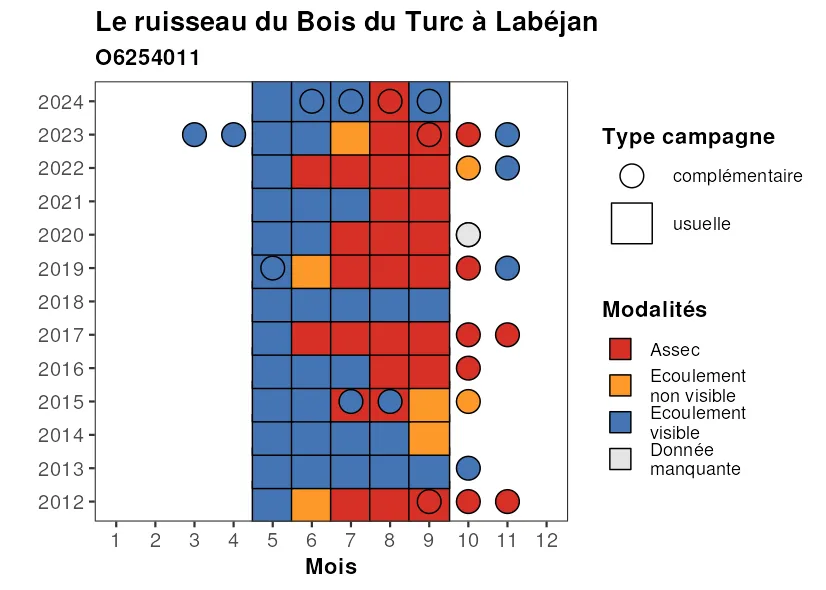 Le ruisseau du Bois du Turc à Labéjan
O6254011
2024
2023
2022
2021
2020
2019
2018
2017
2016
2015
2014
2013
2012
1 2 3 4 5 6 7 8 9 10 11 12
Mois
Type campagne
complémentaire
usuelle
Modalités
Assec
Ecoulement
non visible
Ecoulement
visible
Donnée
manquante